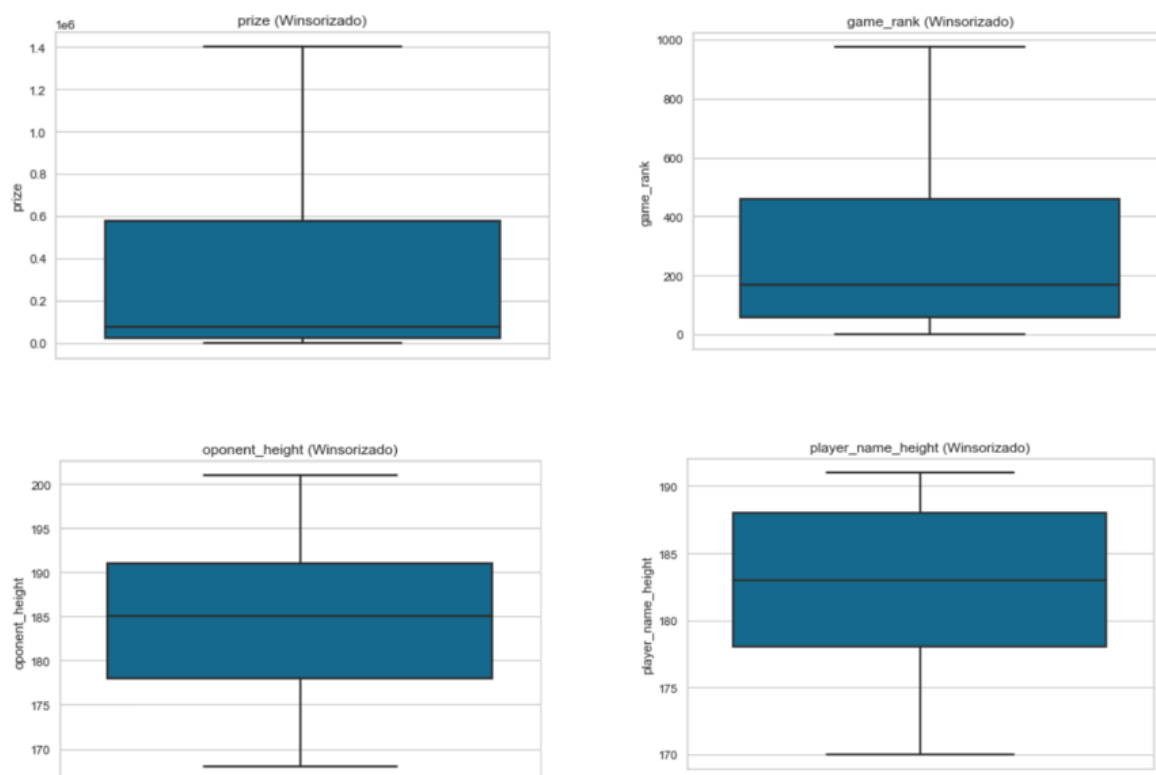 prize (Winsorizado)
1e6
1.4
1.2
1.0
0.8
0.6
0.4
0.2
0.0
prize
game_rank (Winsorizado)
1000
800
600
400
200
0
game_rank
oponent_height (Winsorizado)
200
195
190
185
180
175
170
oponent_height
player_name_height (Winsorizado)
190
185
180
175
170
player_name_height